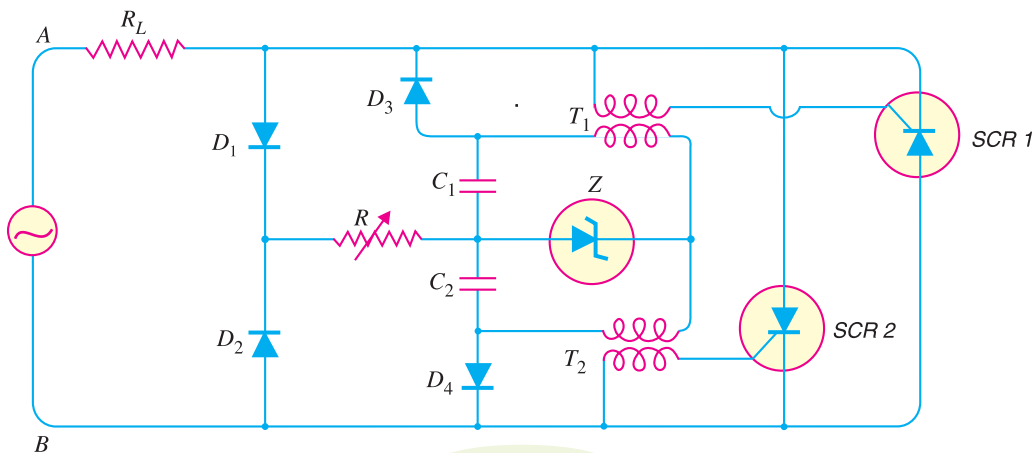 A
R_L
D_3
T_1
D_1
SCR 1
C_1
Z
R
C_2
D_2
SCR 2
T_2
D_4
B